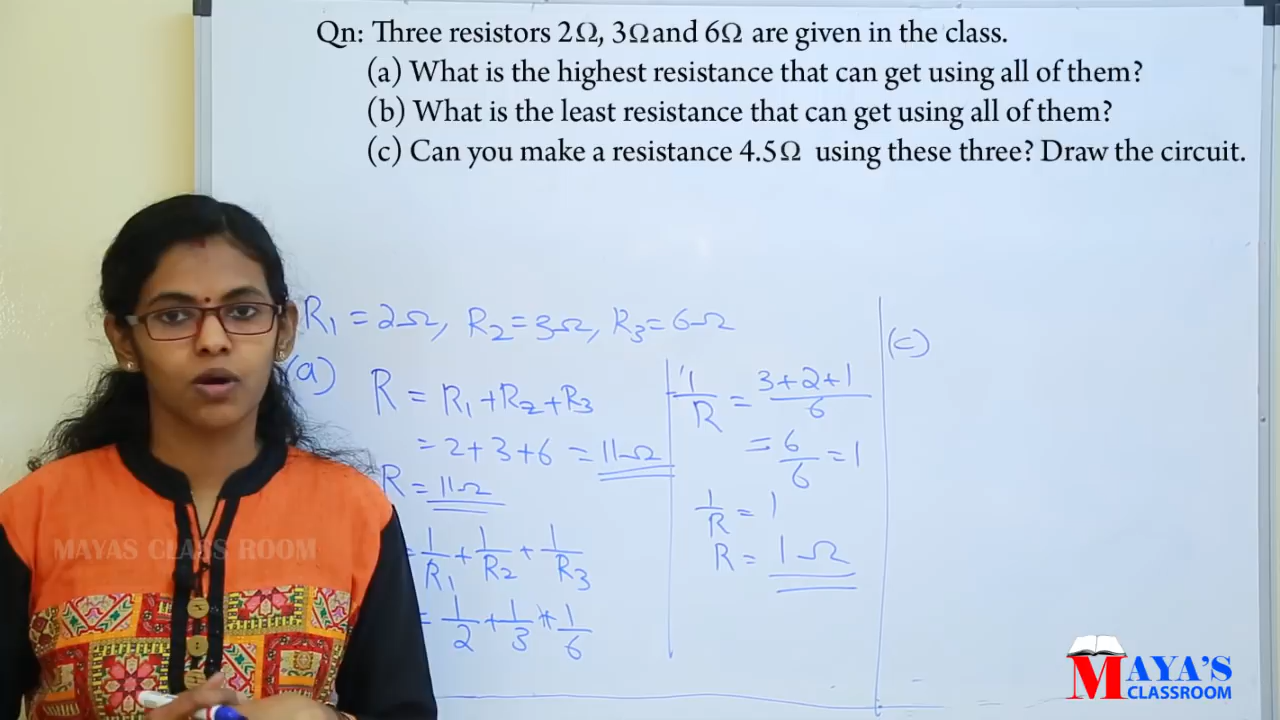 Qn: Three resistors 2Ω, 3Ω and 6Ω are given in the class.
(a) What is the highest resistance that can get using all of them?
(b) What is the least resistance that can get using all of them?
(c) Can you make a resistance 4.5Ω using these three? Draw the circuit.
R₁ = 2Ω, R₂ = 3Ω, R₃ = 6Ω
(a)
R = R₁ + R₂ + R₃
= 2 + 3 + 6 = 11Ω
R = 11Ω
= 1/R₁ + 1/R₂ + 1/R₃
= 1/2 + 1/3 + 1/6
1/R = 3+2+1/6
= 6/6 = 1
1/R = 1
R = 1Ω
(c)
MAYAS CLASS ROOM
MAYA'S
CLASSROOM